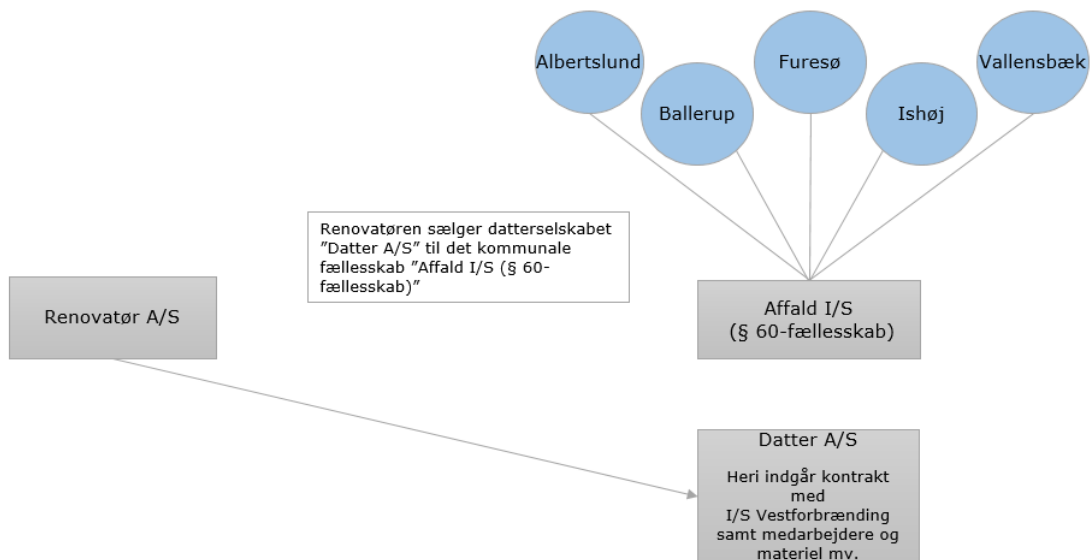 Albertslund
Ballerup
Furesø
Ishøj
Vallensbæk
Renovatøren sælger datterselskabet
”Datter A/S” til det kommunale
fællesskab ”Affald I/S (§ 60-
fællesskab)”
Renovatør A/S
Affald I/S
(§ 60-fællesskab)
Datter A/S
Heri indgår kontrakt
med
I/S Vestforbrænding
samt medarbejdere og
materiel mv.